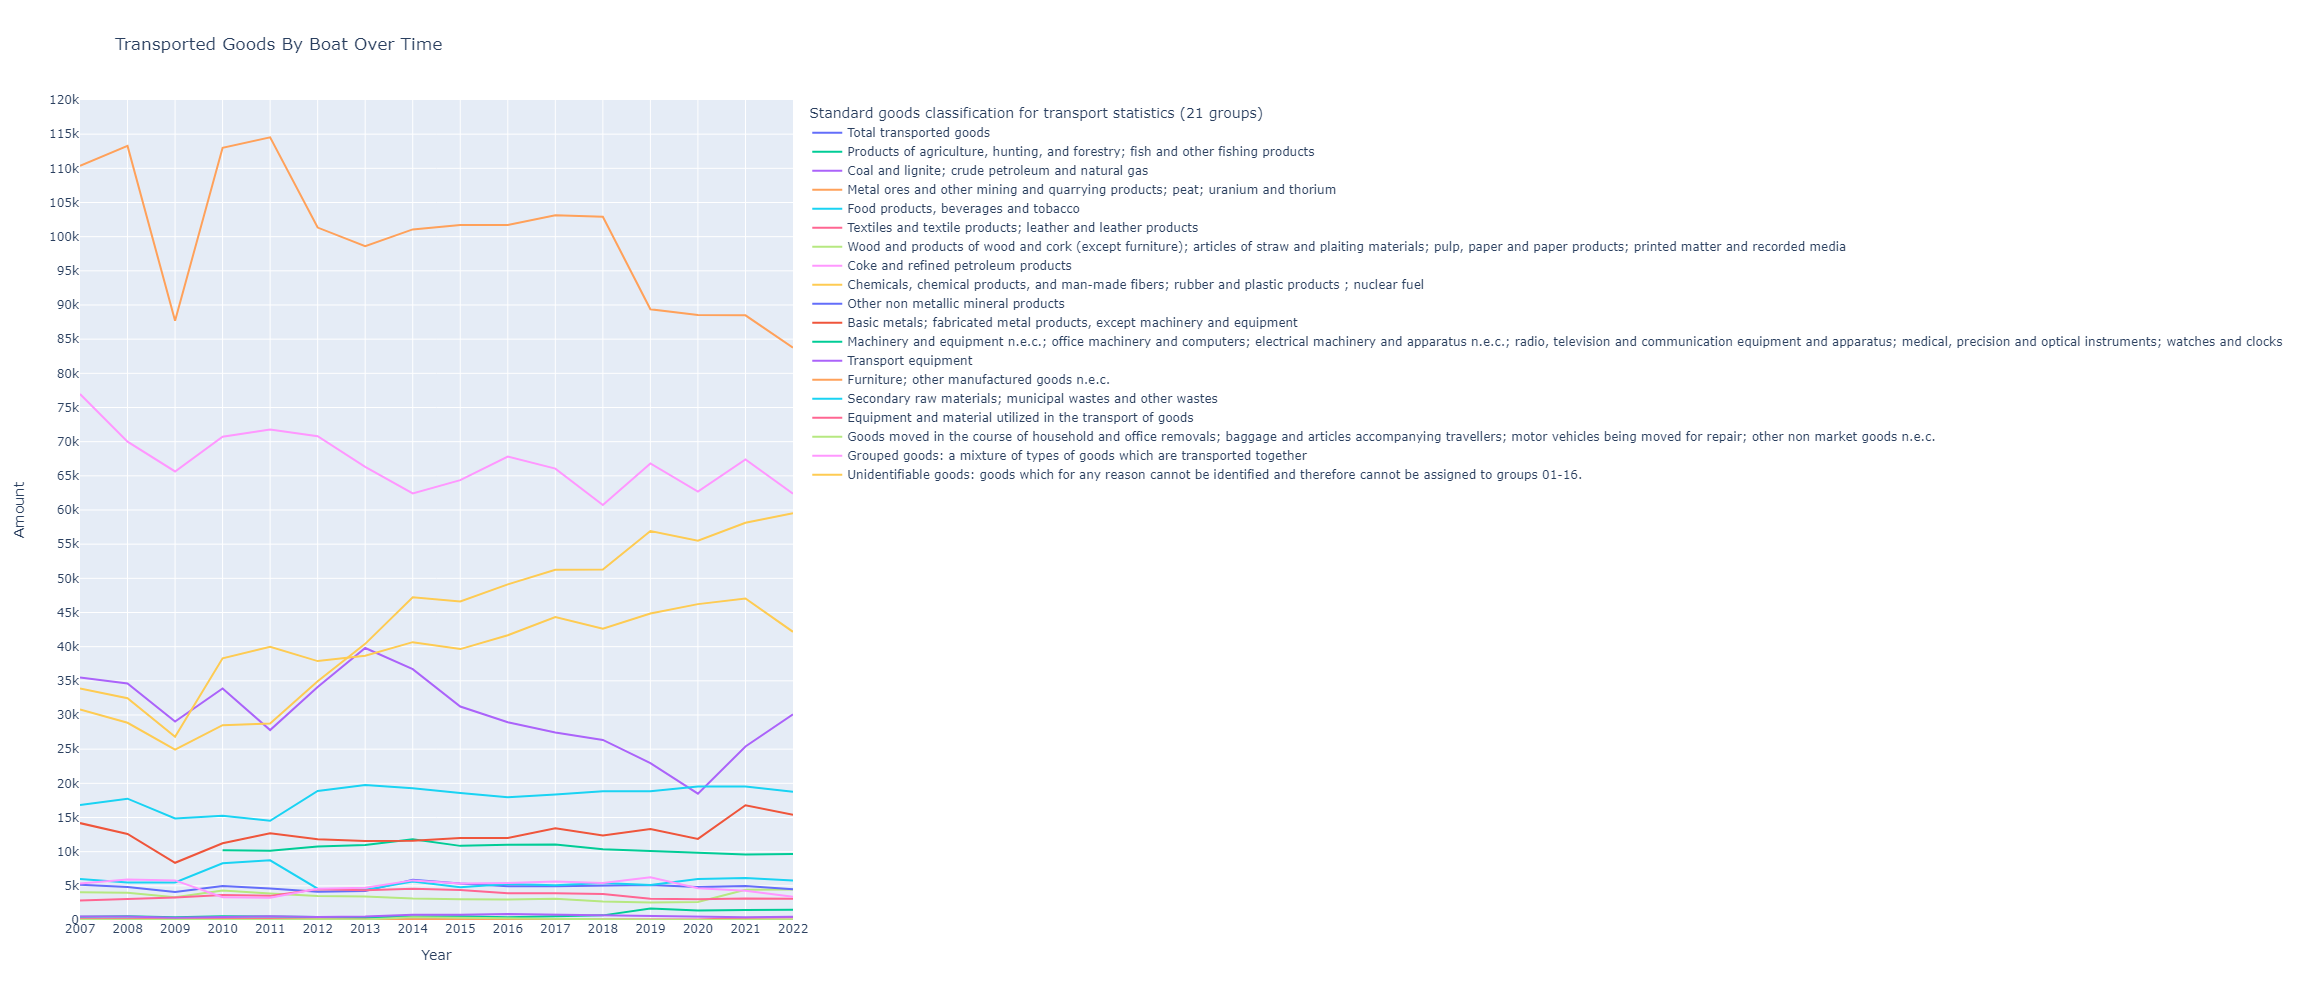 Transported Goods By Boat Over Time
120k
115k
110k
105k
100k
95k
90k
85k
80k
75k
70k
65k
60k
55k
50k
45k
40k
35k
30k
25k
20k
15k
10k
5k
0
Amount
2007 2008 2009 2010 2011 2012 2013 2014 2015 2016 2017 2018 2019 2020 2021 2022
Year
Standard goods classification for transport statistics (21 groups)
Total transported goods
Products of agriculture, hunting, and forestry; fish and other fishing products
Coal and lignite; crude petroleum and natural gas
Metal ores and other mining and quarrying products; peat; uranium and thorium
Food products, beverages and tobacco
Textiles and textile products; leather and leather products
Wood and products of wood and cork (except furniture); articles of straw and plaiting materials; pulp, paper and paper products; printed matter and recorded media
Coke and refined petroleum products
Chemicals, chemical products, and man-made fibers; rubber and plastic products ; nuclear fuel
Other non metallic mineral products
Basic metals; fabricated metal products, except machinery and equipment
Machinery and equipment n.e.c.; office machinery and computers; electrical machinery and apparatus n.e.c.; radio, television and communication equipment and apparatus; medical, precision and optical instruments; watches and clocks
Transport equipment
Furniture; other manufactured goods n.e.c.
Secondary raw materials; municipal wastes and other wastes
Equipment and material utilized in the transport of goods
Goods moved in the course of household and office removals; baggage and articles accompanying travellers; motor vehicles being moved for repair; other non market goods n.e.c.
Grouped goods: a mixture of types of goods which are transported together
Unidentifiable goods: goods which for any reason cannot be identified and therefore cannot be assigned to groups 01-16.